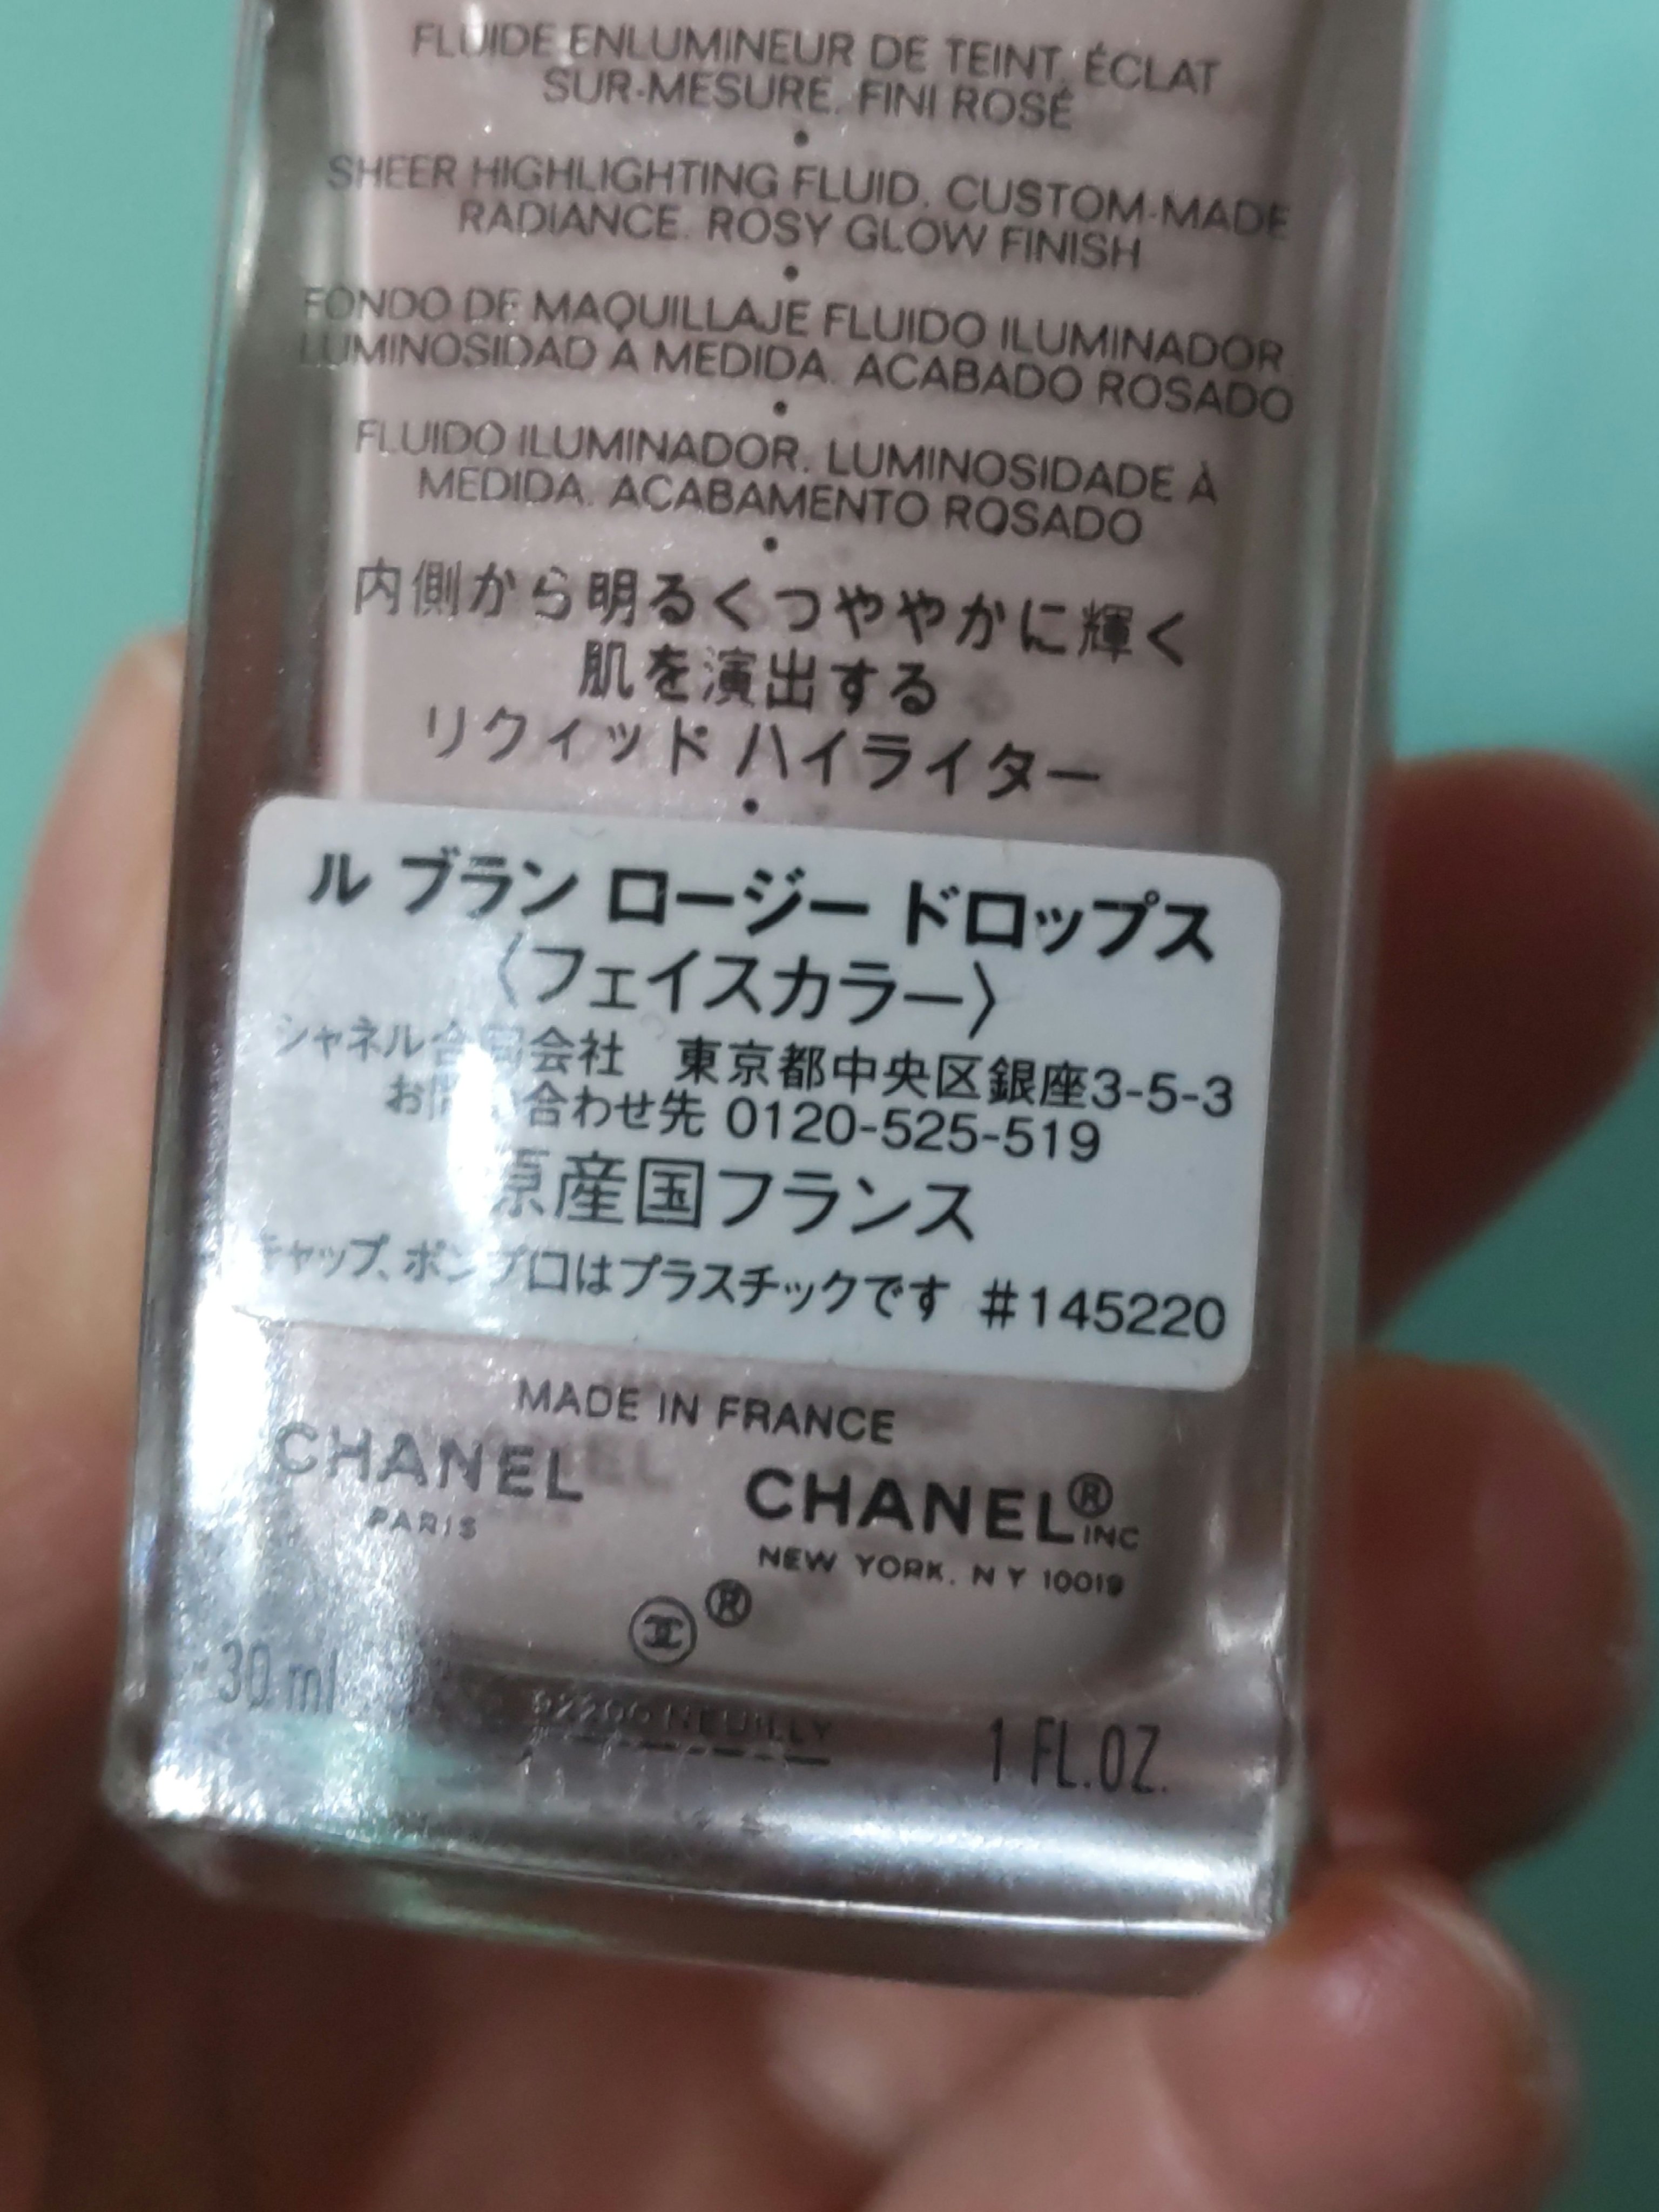 FLUIDE ENLUMINEUR DE TEINT. ÉCLAT
SUR-MESURE. FINI ROSÉ
•
SHEER HIGHLIGHTING FLUID. CUSTOM-MADE
RADIANCE. ROSY GLOW FINISH
•
FONDO DE MAQUILLAJE FLUIDO ILUMINADOR.
LUMINOSIDAD A MEDIDA. ACABADO ROSADO
•
FLUIDO ILUMINADOR. LUMINOSIDADE À
MEDIDA. ACABAMENTO ROSADO
•
内側から明るくつややかに輝く
肌を演出する
リクィッド ハイライター
•
ル ブラン ロージー ドロップス
〈フェイスカラー〉
シャネル合同会社 東京都中央区銀座3-5-3
お問い合わせ先 0120-525-519
原産国フランス
キャップ、ポンプ口はプラスチックです #145220
MADE IN FRANCE
CHANEL
PARIS
CHANEL® INC
NEW YORK. N Y 10019
®
30 ml
92200 NEUILLY
1 FL.OZ.